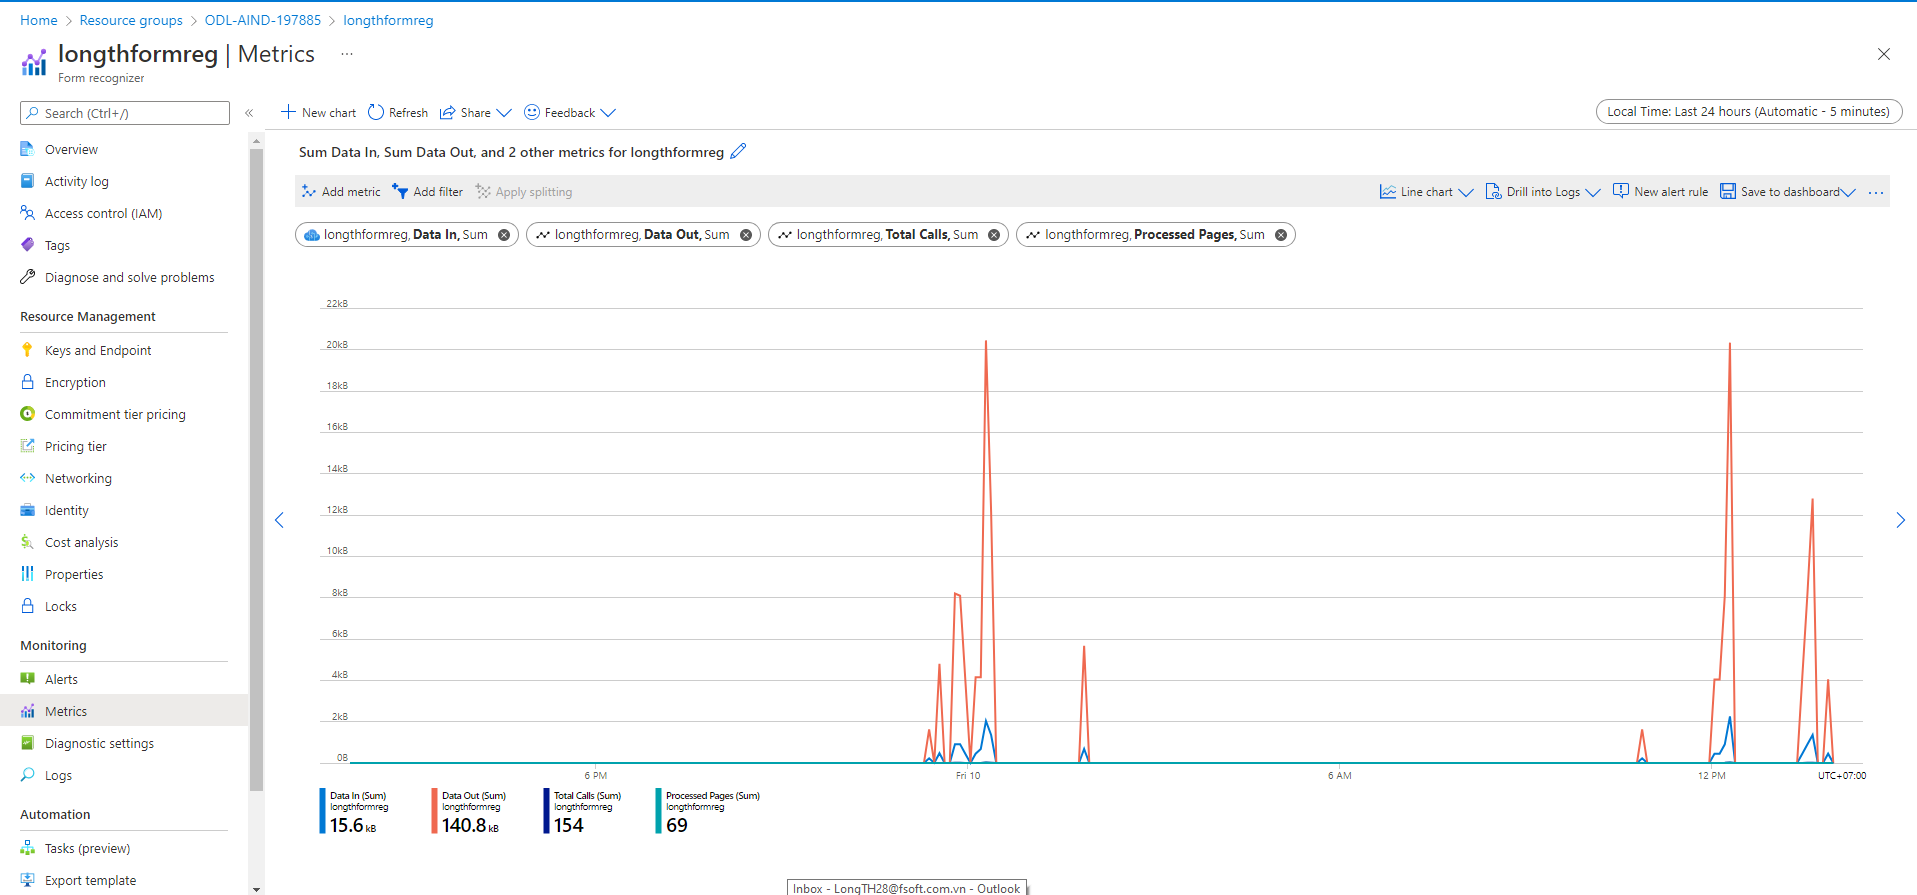 Home > Resource groups > ODL-AIND-197885 > longthformreg
longthformreg | Metrics ...
Form recognizer
Search (Ctrl+/)
«
Overview
Activity log
Access control (IAM)
Tags
Diagnose and solve problems
Resource Management
Keys and Endpoint
Encryption
Commitment tier pricing
Pricing tier
Networking
Identity
Cost analysis
Properties
Locks
Monitoring
Alerts
Metrics
Diagnostic settings
Logs
Automation
Tasks (preview)
Export template
New chart Refresh Share Feedback
Local Time: Last 24 hours (Automatic - 5 minutes)
Sum Data In, Sum Data Out, and 2 other metrics for longthformreg
Add metric Add filter Apply splitting Line chart Drill into Logs New alert rule Save to dashboard ...
longthformreg, Data In, Sum longthformreg, Data Out, Sum longthformreg, Total Calls, Sum longthformreg, Processed Pages, Sum
22kB
20kB
18kB
16kB
14kB
12kB
10kB
8kB
6kB
4kB
2kB
0B
6 PM Fri 10 6 AM 12 PM UTC+07:00
Data In (Sum) Data Out (Sum) Total Calls (Sum) Processed Pages (Sum)
longthformreg longthformreg longthformreg longthformreg
15.6 kB 140.8 kB 154 69
Inbox - LongTH28@fsoft.com.vn - Outlook